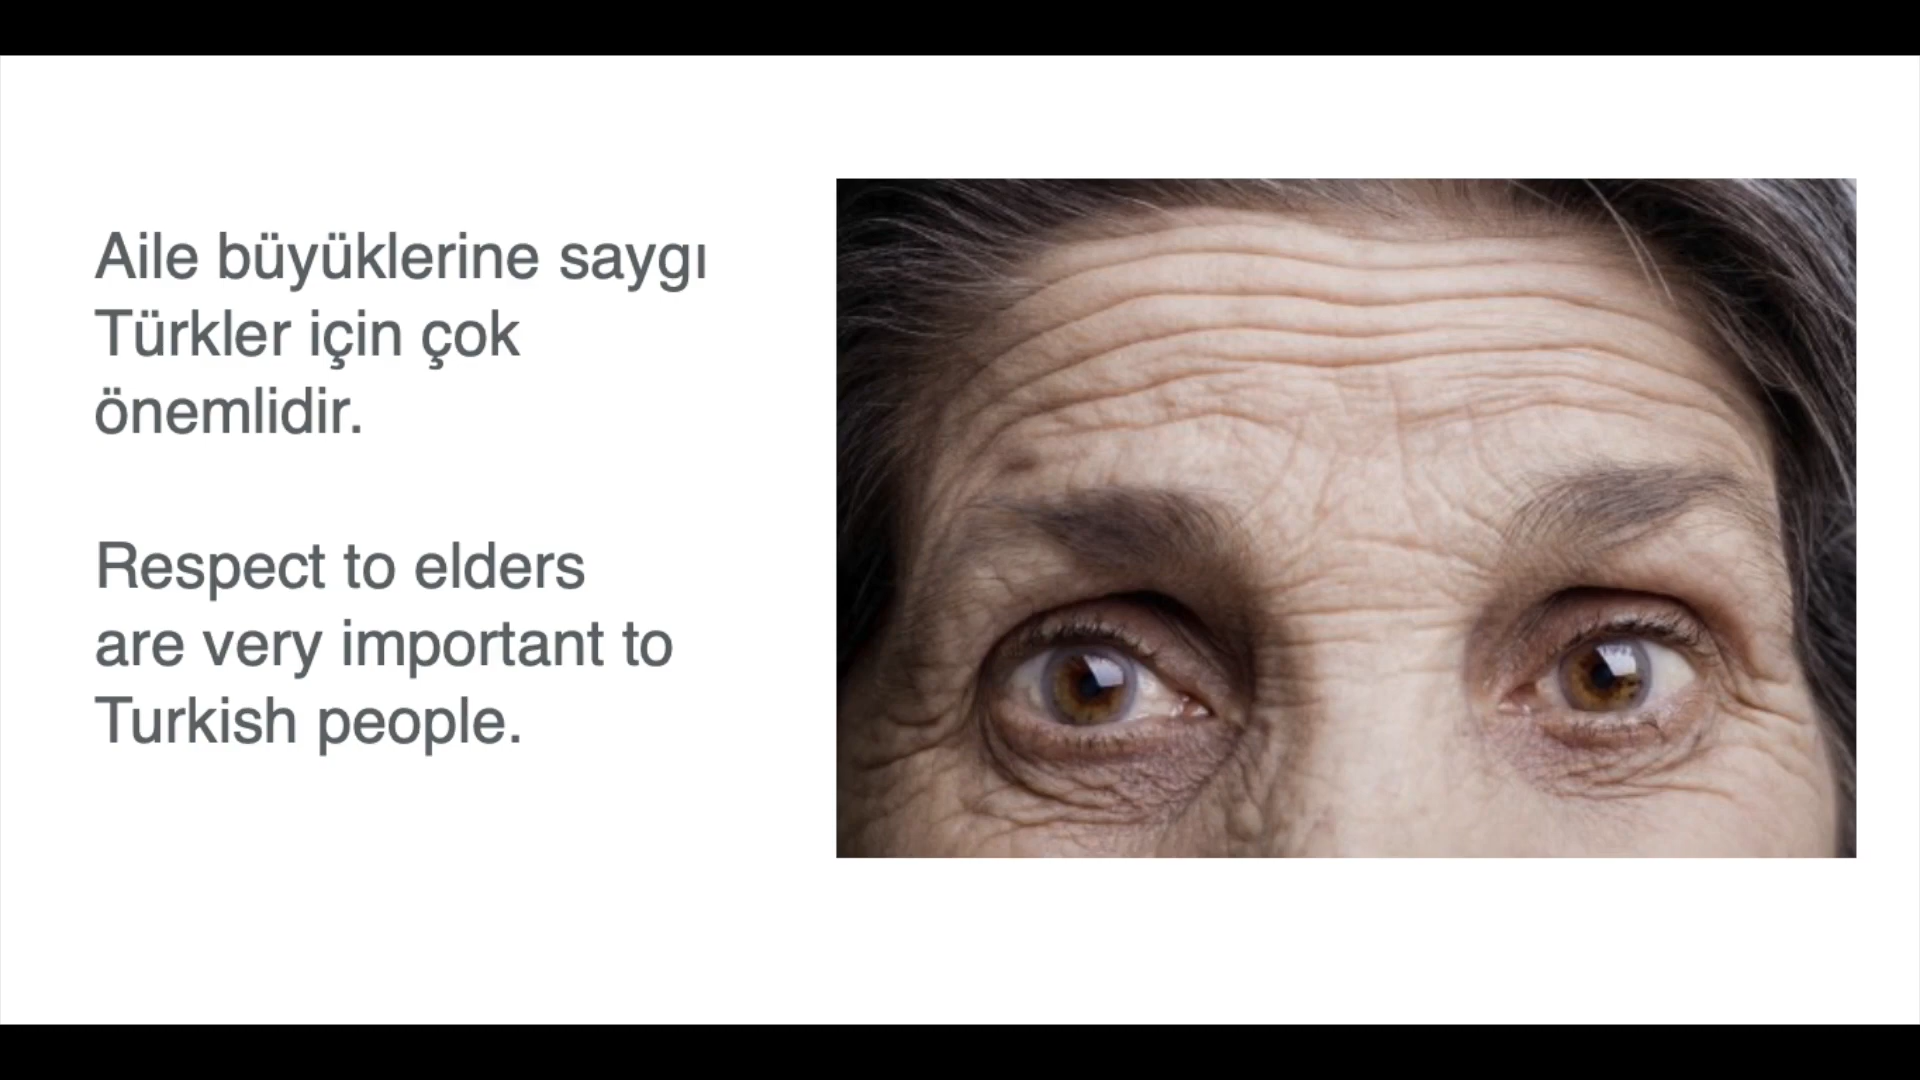 Aile büyüklerine saygı
Türkler için çok
önemlidir.
Respect to elders
are very important to
Turkish people.